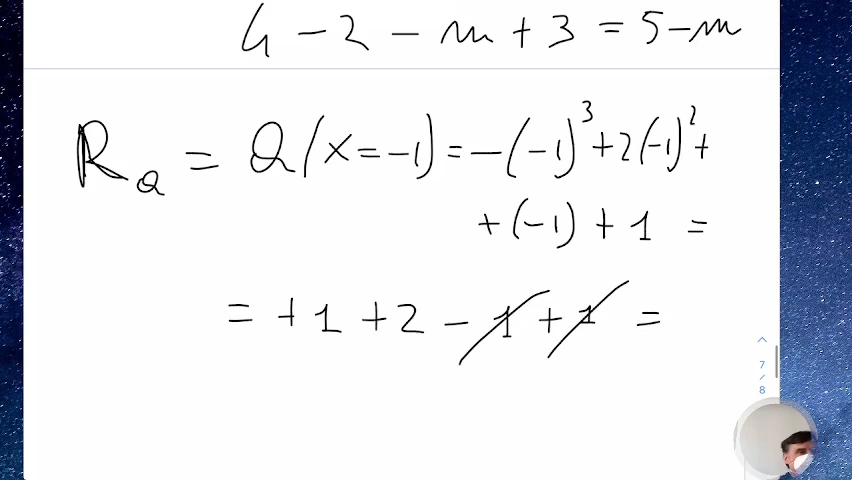 4 - 2 - m + 3 = 5 - m
R_Q = Q(x = -1) = -(-1)³ + 2(-1)² +
+ (-1) + 1 =
= + 1 + 2 - 1 + 1 =
7
/
8